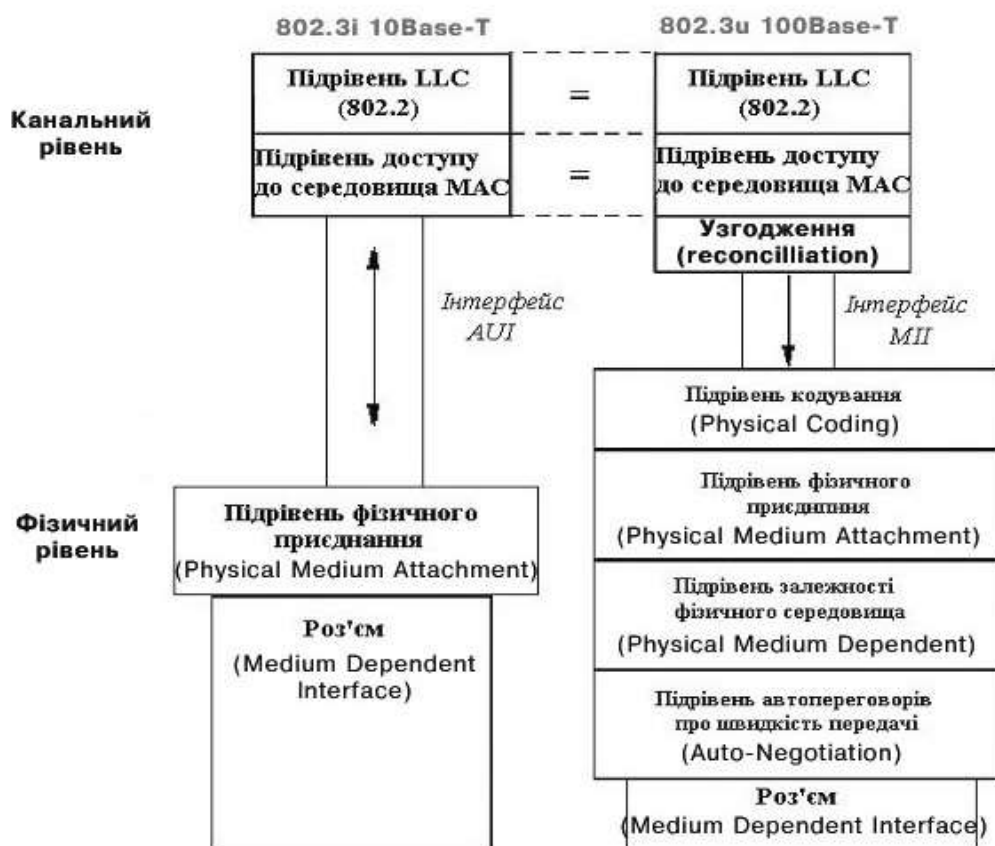 802.3i 10Base-T
802.3u 100Base-T
Канальний
рівень
Підрівень LLC
(802.2)
=
Підрівень LLC
(802.2)
Підрівень доступу
до середовища MAC
=
Підрівень доступу
до середовища MAC
Узгодження
(reconcilliation)
Інтерфейс
AUI
Інтерфейс
MII
Фізичний
рівень
Підрівень фізичного
приєднання
(Physical Medium Attachment)
Роз'єм
(Medium Dependent
Interface)
Підрівень кодування
(Physical Coding)
Підрівень фізичного
приєднпння
(Physical Medium Attachment)
Підрівень залежності
фізичного середовища
(Physical Medium Dependent)
Підрівень автопереговорів
про швидкість передачі
(Auto-Negotiation)
Роз'єм
(Medium Dependent Interface)